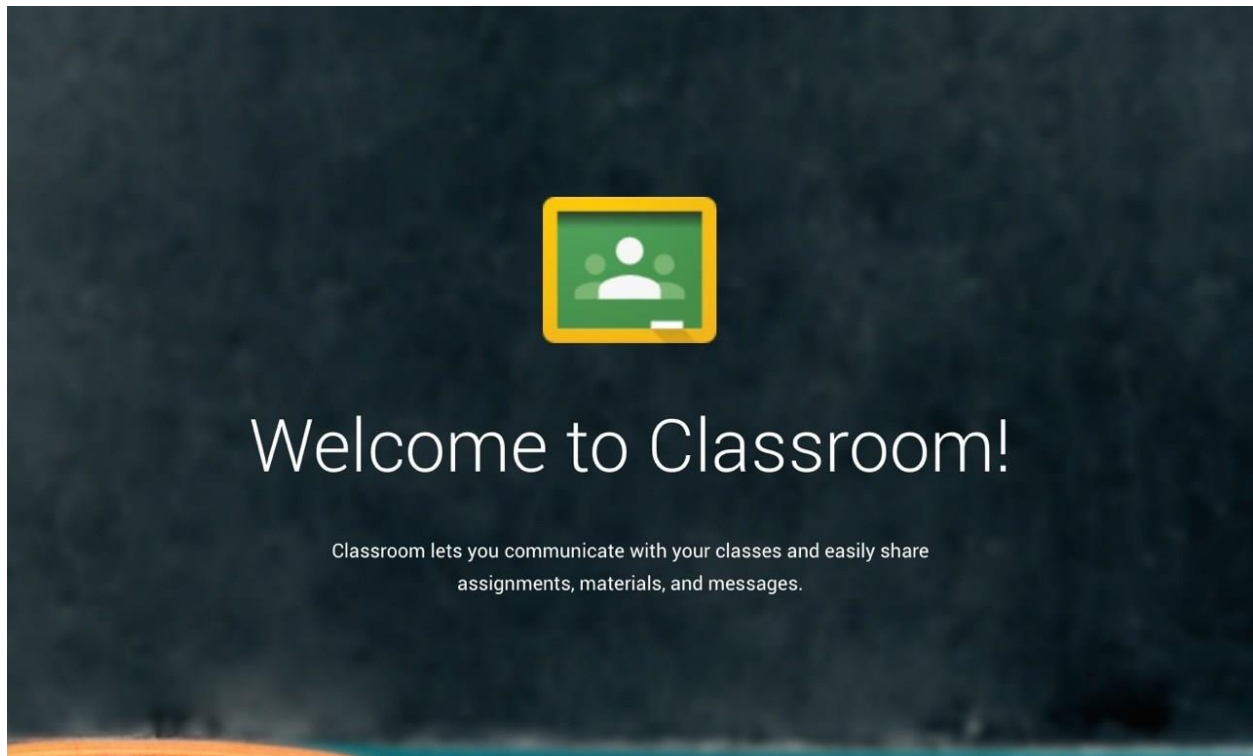 Welcome to Classroom!
Classroom lets you communicate with your classes and easily share
assignments, materials, and messages.